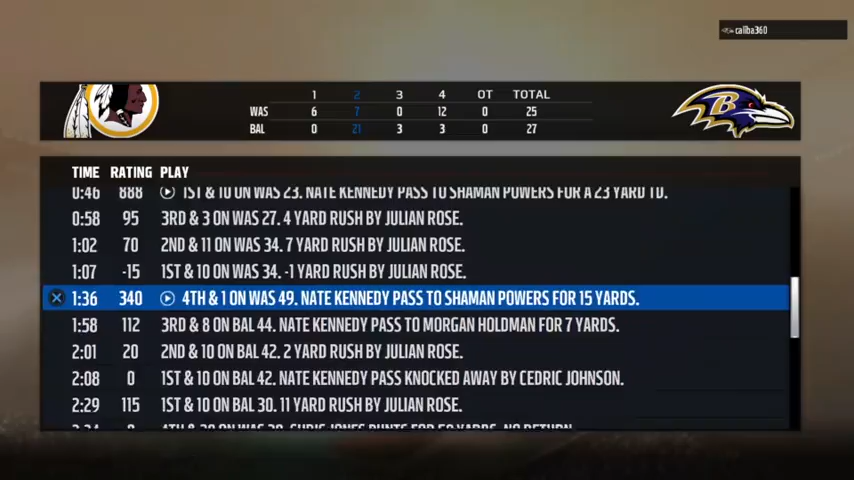 caliba360
1 2 3 4 OT TOTAL
WAS 6 7 0 12 0 25
BAL 0 21 3 3 0 27
B
TIME RATING PLAY
0:46 888 1ST & 10 ON WAS 23. NATE KENNEDY PASS TO SHAMAN POWERS FOR A 23 YARD TD.
0:58 95 3RD & 3 ON WAS 27. 4 YARD RUSH BY JULIAN ROSE.
1:02 70 2ND & 11 ON WAS 34. 7 YARD RUSH BY JULIAN ROSE.
1:07 -15 1ST & 10 ON WAS 34. -1 YARD RUSH BY JULIAN ROSE.
1:36 340 4TH & 1 ON WAS 49. NATE KENNEDY PASS TO SHAMAN POWERS FOR 15 YARDS.
1:58 112 3RD & 8 ON BAL 44. NATE KENNEDY PASS TO MORGAN HOLDMAN FOR 7 YARDS.
2:01 20 2ND & 10 ON BAL 42. 2 YARD RUSH BY JULIAN ROSE.
2:08 0 1ST & 10 ON BAL 42. NATE KENNEDY PASS KNOCKED AWAY BY CEDRIC JOHNSON.
2:29 115 1ST & 10 ON BAL 30. 11 YARD RUSH BY JULIAN ROSE.
CHRIS JONES PUNTS FOR 50 YARDS. NO RETURN.